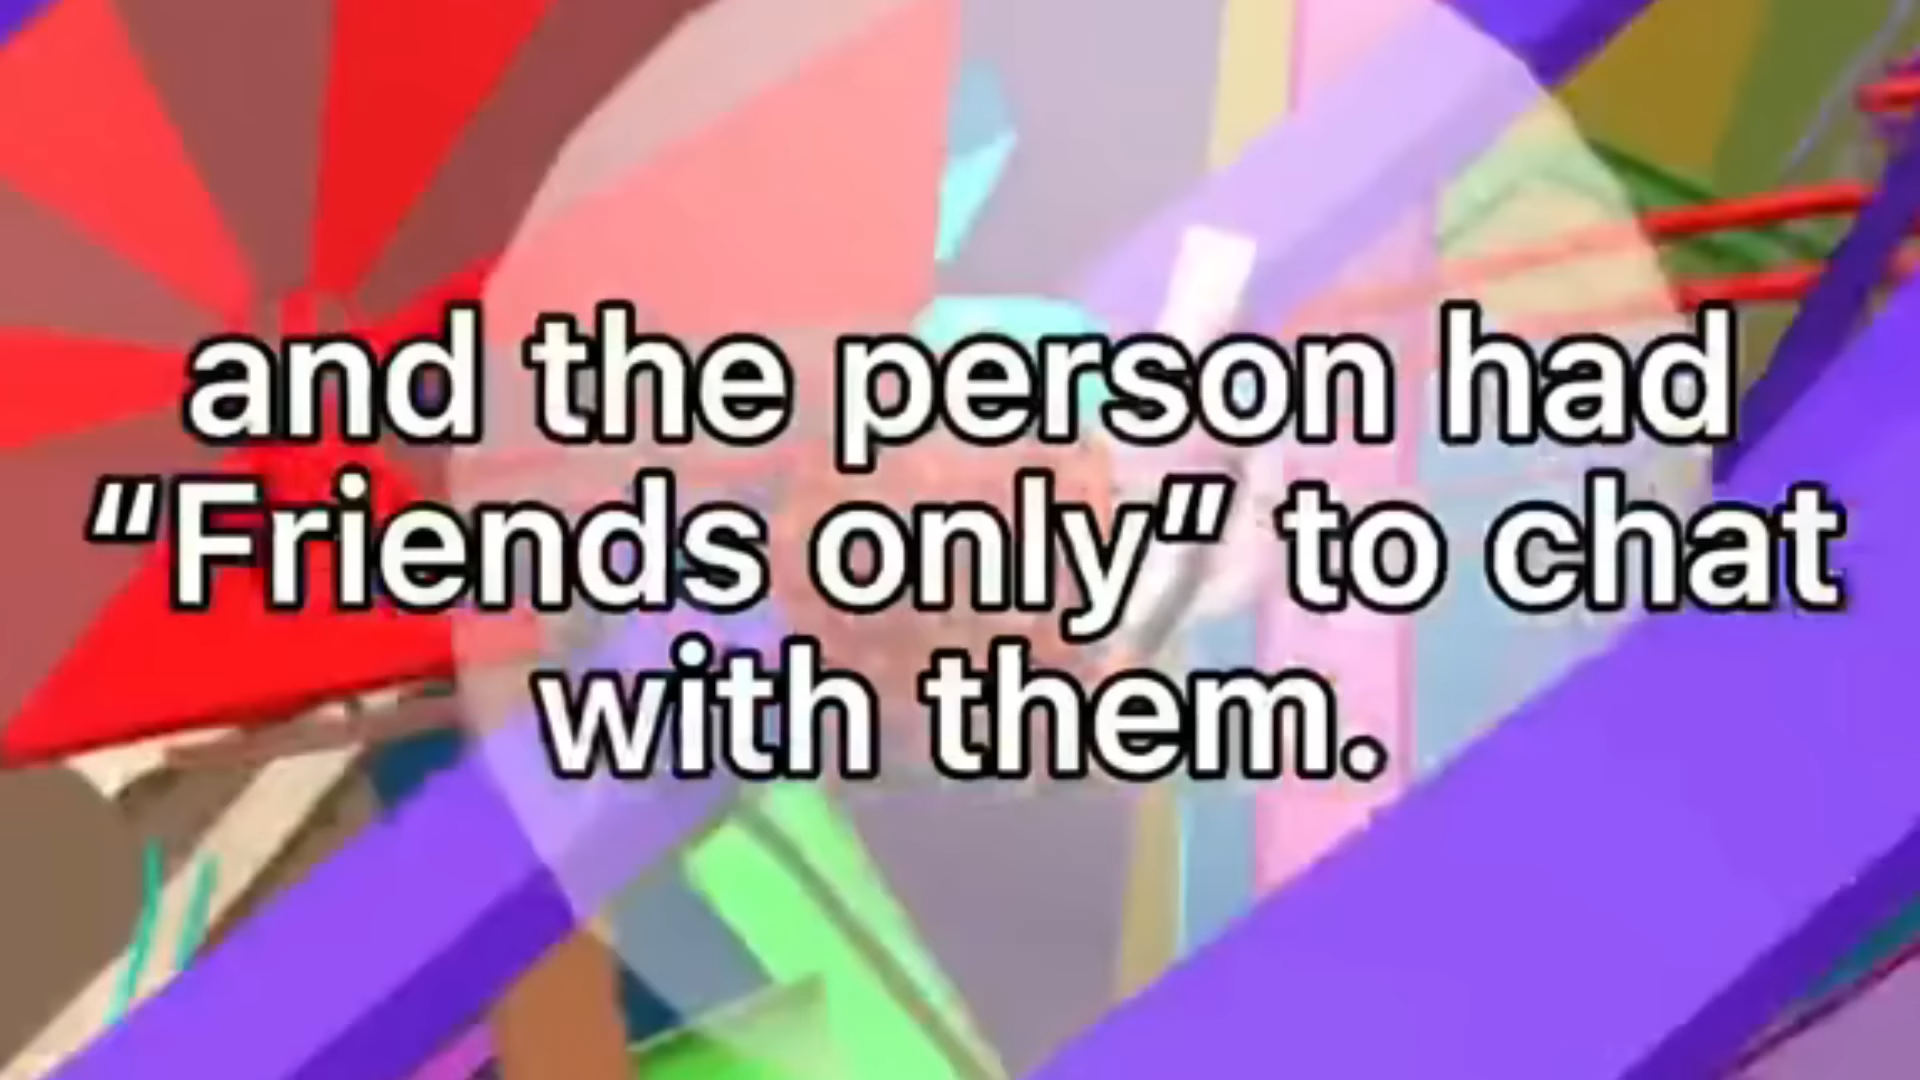 and the person had
“Friends only” to chat
with them.